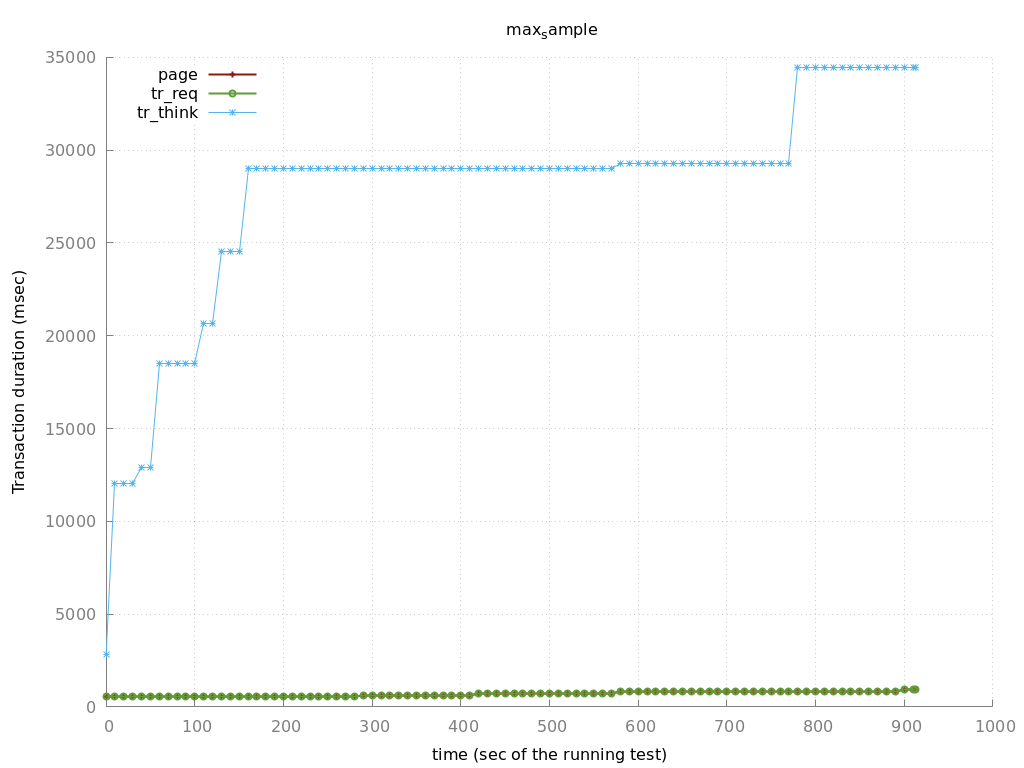 max_sample
35000
30000
25000
20000
15000
10000
5000
0
page
tr_req
tr_think
Transaction duration (msec)
0 100 200 300 400 500 600 700 800 900 1000
time (sec of the running test)